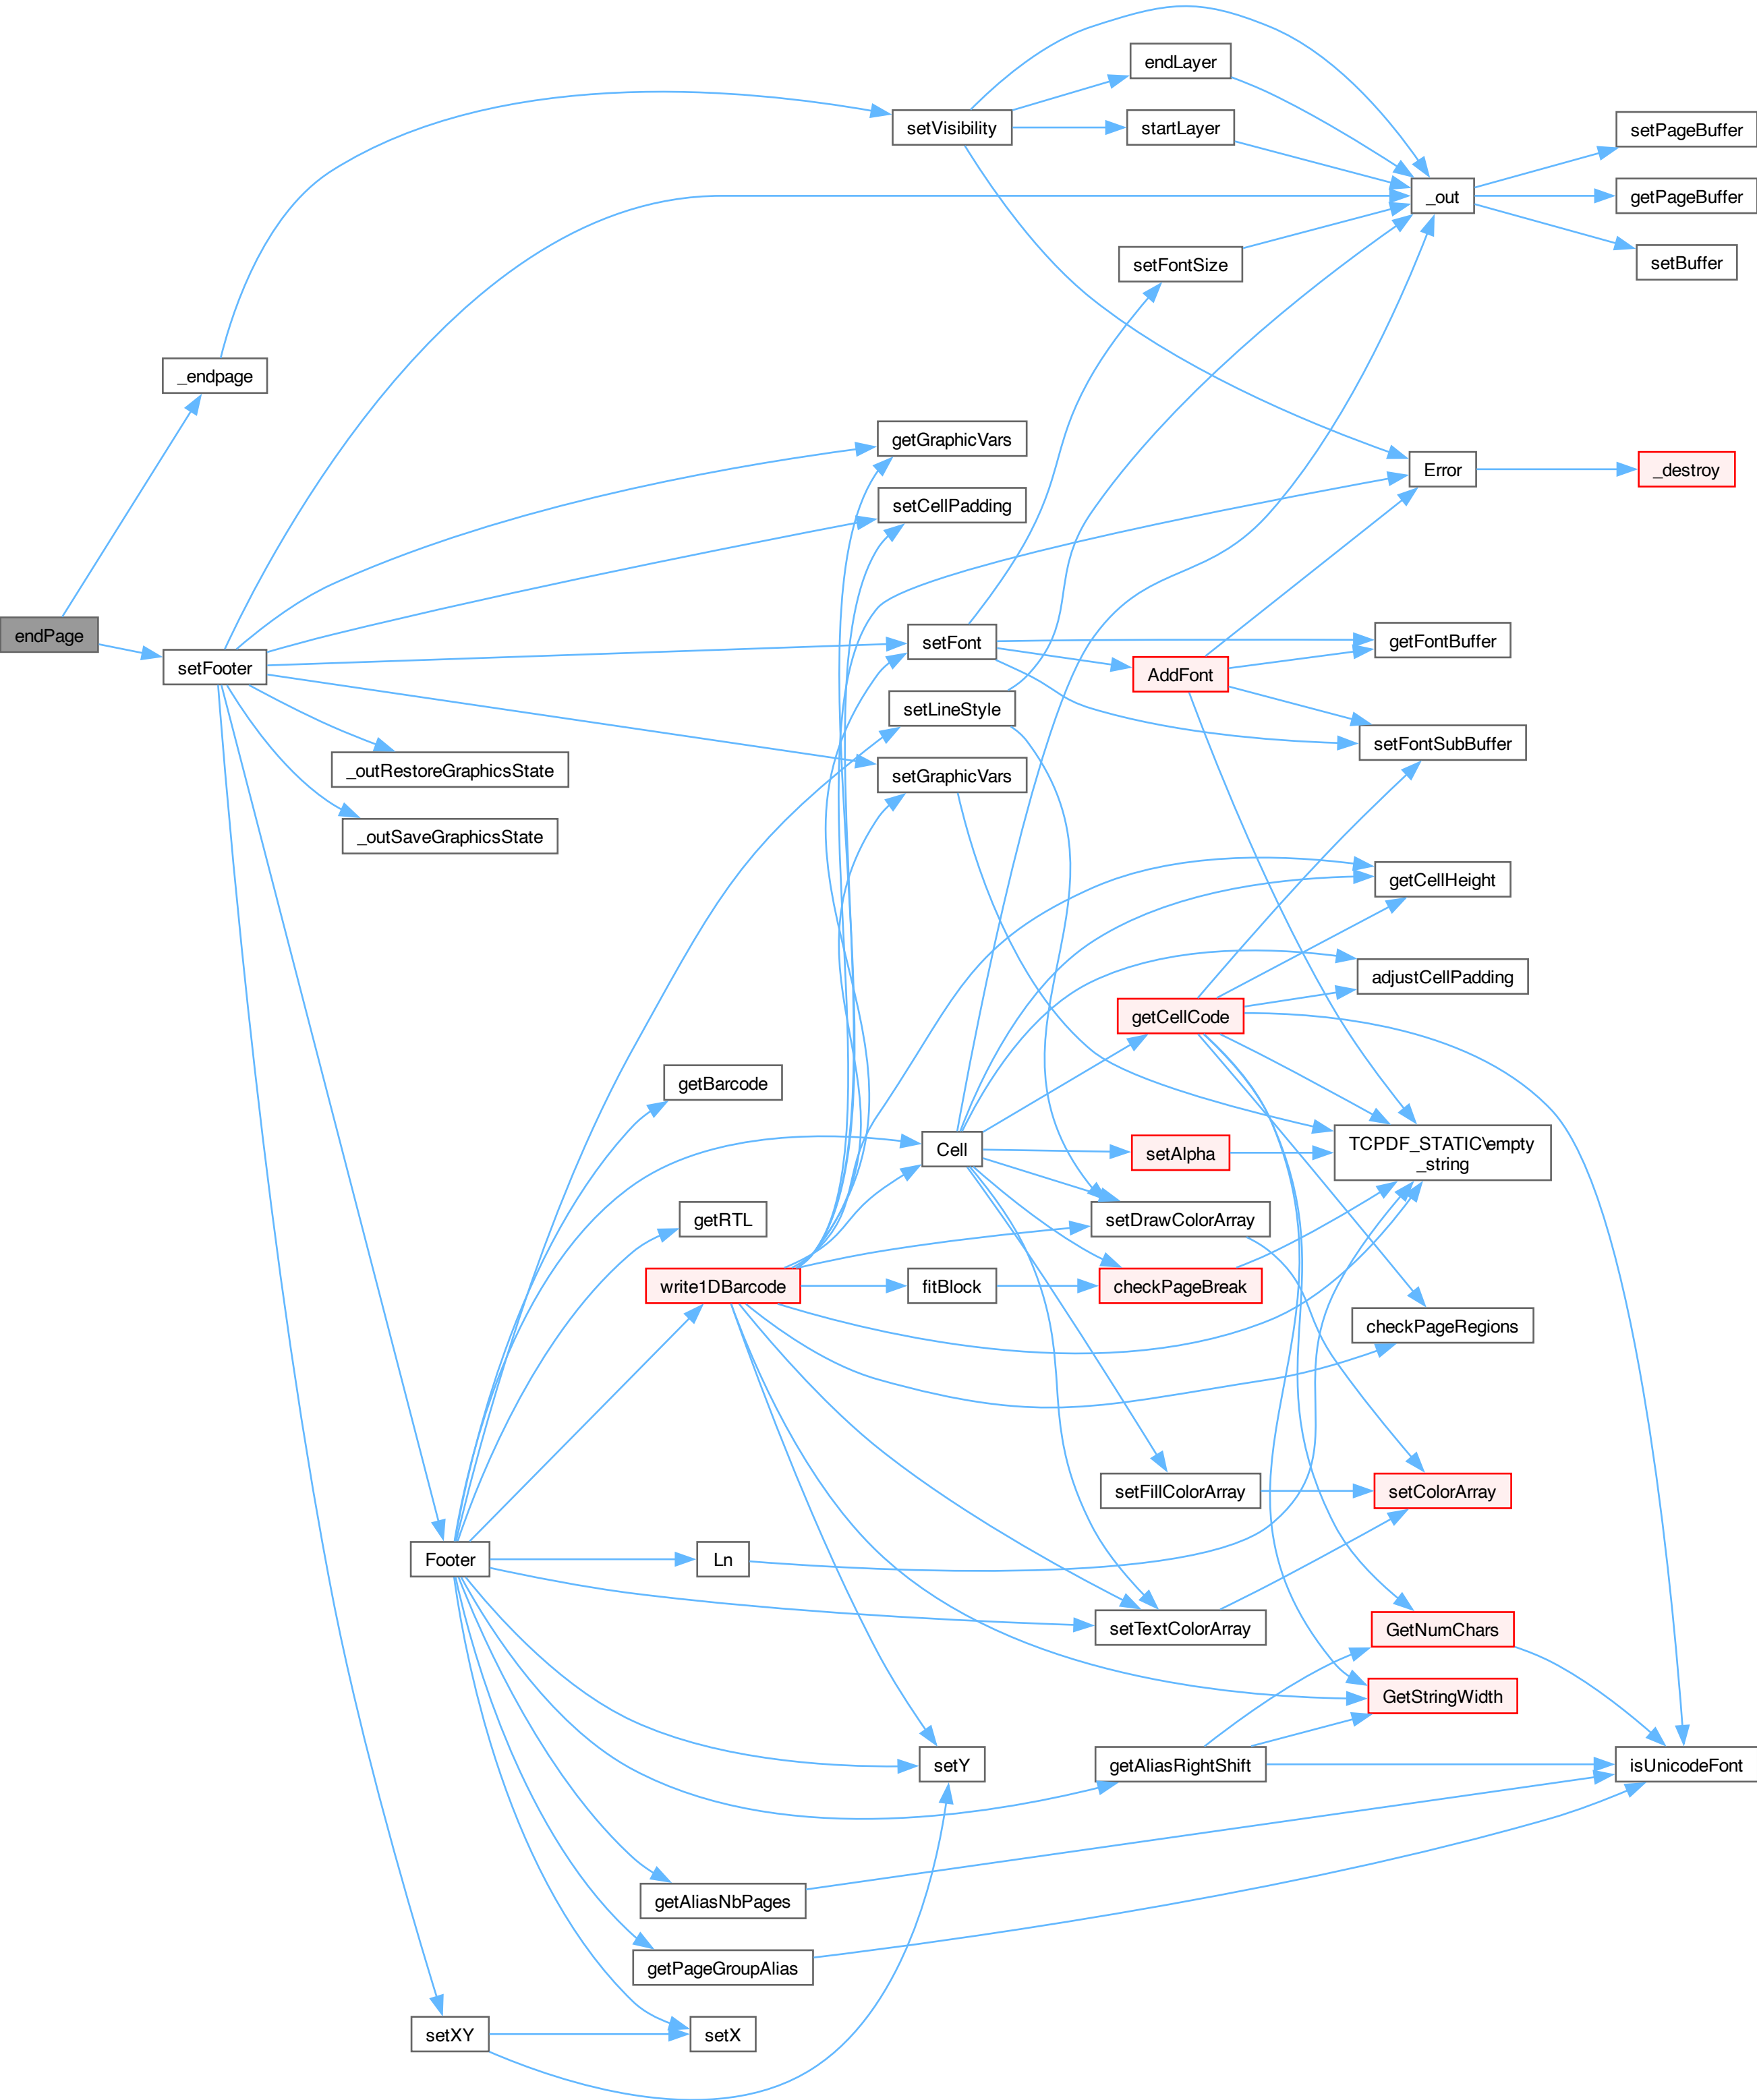 endLayer
setVisibility
startLayer
setPageBuffer
_out
getPageBuffer
setFontSize
setBuffer
_endpage
getGraphicVars
Error
_destroy
setCellPadding
endPage
setFooter
setFont
AddFont
getFontBuffer
setLineStyle
setFontSubBuffer
_outRestoreGraphicsState
setGraphicVars
_outSaveGraphicsState
getCellHeight
adjustCellPadding
getCellCode
getBarcode
Cell
setAlpha
TCPDF_STATIC\empty
_string
getRTL
setDrawColorArray
write1DBarcode
fitBlock
checkPageBreak
checkPageRegions
setFillColorArray
setColorArray
Footer
Ln
setTextColorArray
GetNumChars
GetStringWidth
setY
getAliasRightShift
isUnicodeFont
getAliasNbPages
getPageGroupAlias
setXY
setX